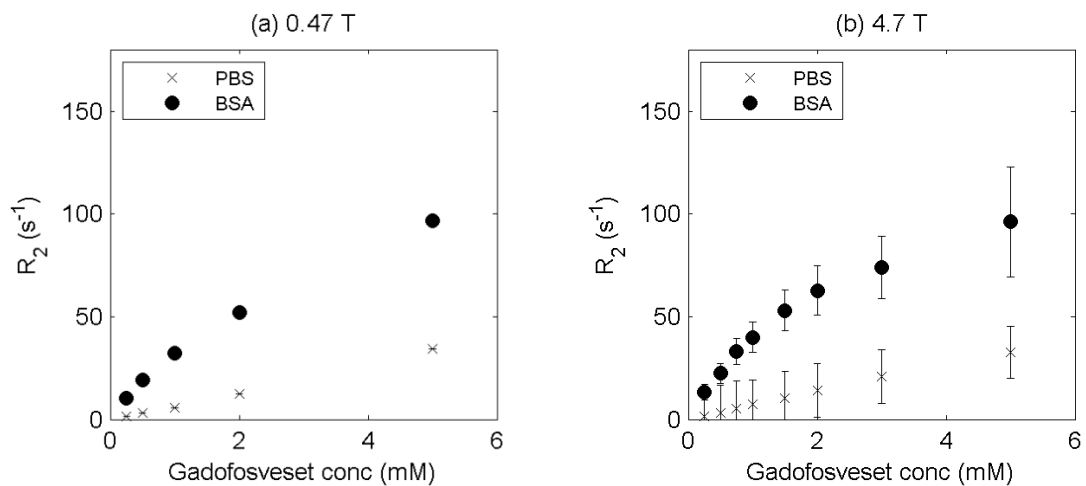 (a) 0.47 T
PBS
BSA
R₂ (s⁻¹)
150
100
50
0
0
2
4
6
Gadofosveset conc (mM)
(b) 4.7 T
PBS
BSA
R₂ (s⁻¹)
150
100
50
0
0
2
4
6
Gadofosveset conc (mM)